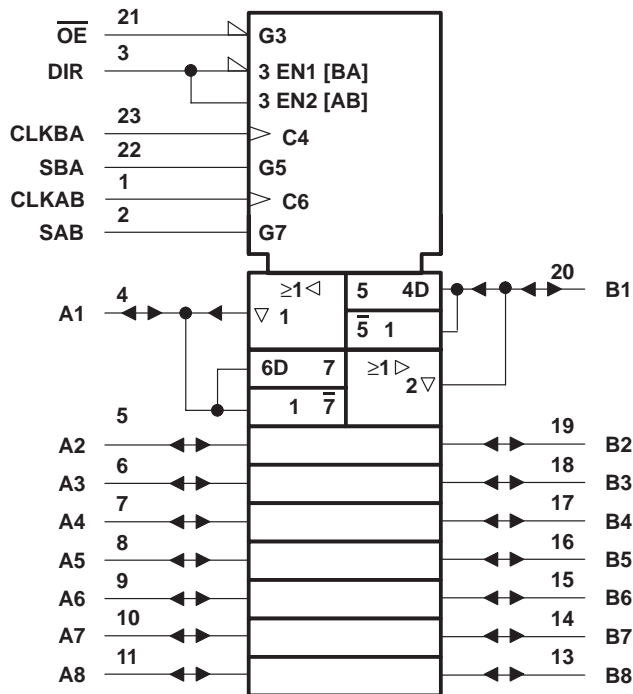 21
O̅E̅
G3
3
DIR
3 EN1 [BA]
3 EN2 [AB]
23
CLKBA
C4
22
SBA
G5
1
CLKAB
C6
2
SAB
G7
≥1◁ 5 4D
20
B1
4
A1
▽ 1
5̅ 1
6D 7
≥1▷
2▽
1 7̅
5
A2
19
B2
6
A3
18
B3
7
A4
17
B4
8
A5
16
B5
9
A6
15
B6
10
A7
14
B7
11
A8
13
B8